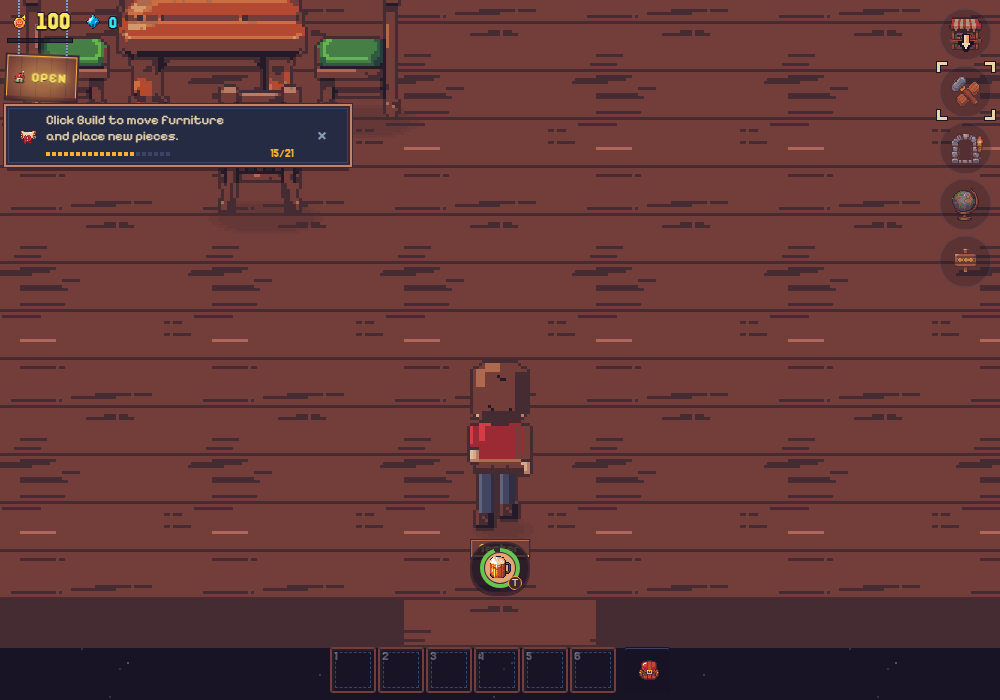 100 0
OPEN
Click Build to move furniture
and place new pieces.
15/21
T
1 2 3 4 5 6